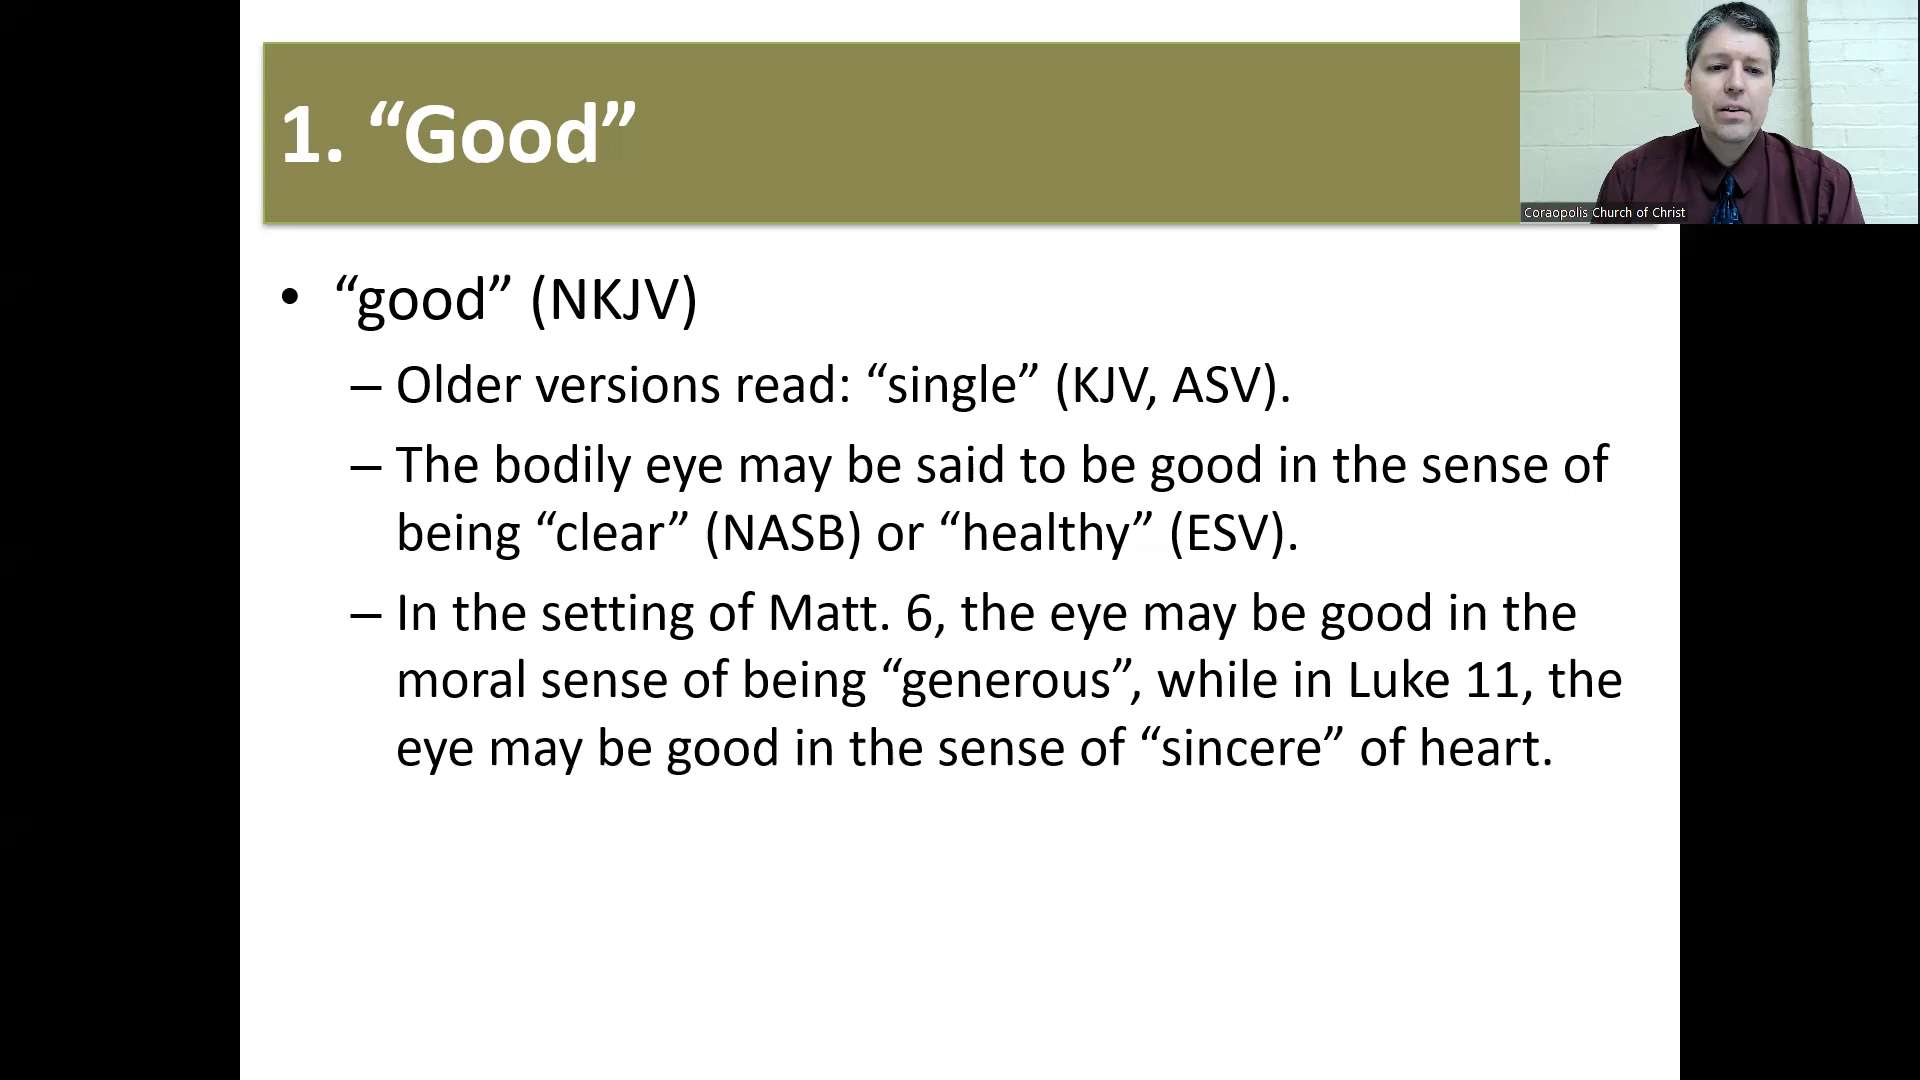 1. “Good”
Coraopolis Church of Christ
• “good” (NKJV)
– Older versions read: “single” (KJV, ASV).
– The bodily eye may be said to be good in the sense of
being “clear” (NASB) or “healthy” (ESV).
– In the setting of Matt. 6, the eye may be good in the
moral sense of being “generous”, while in Luke 11, the
eye may be good in the sense of “sincere” of heart.